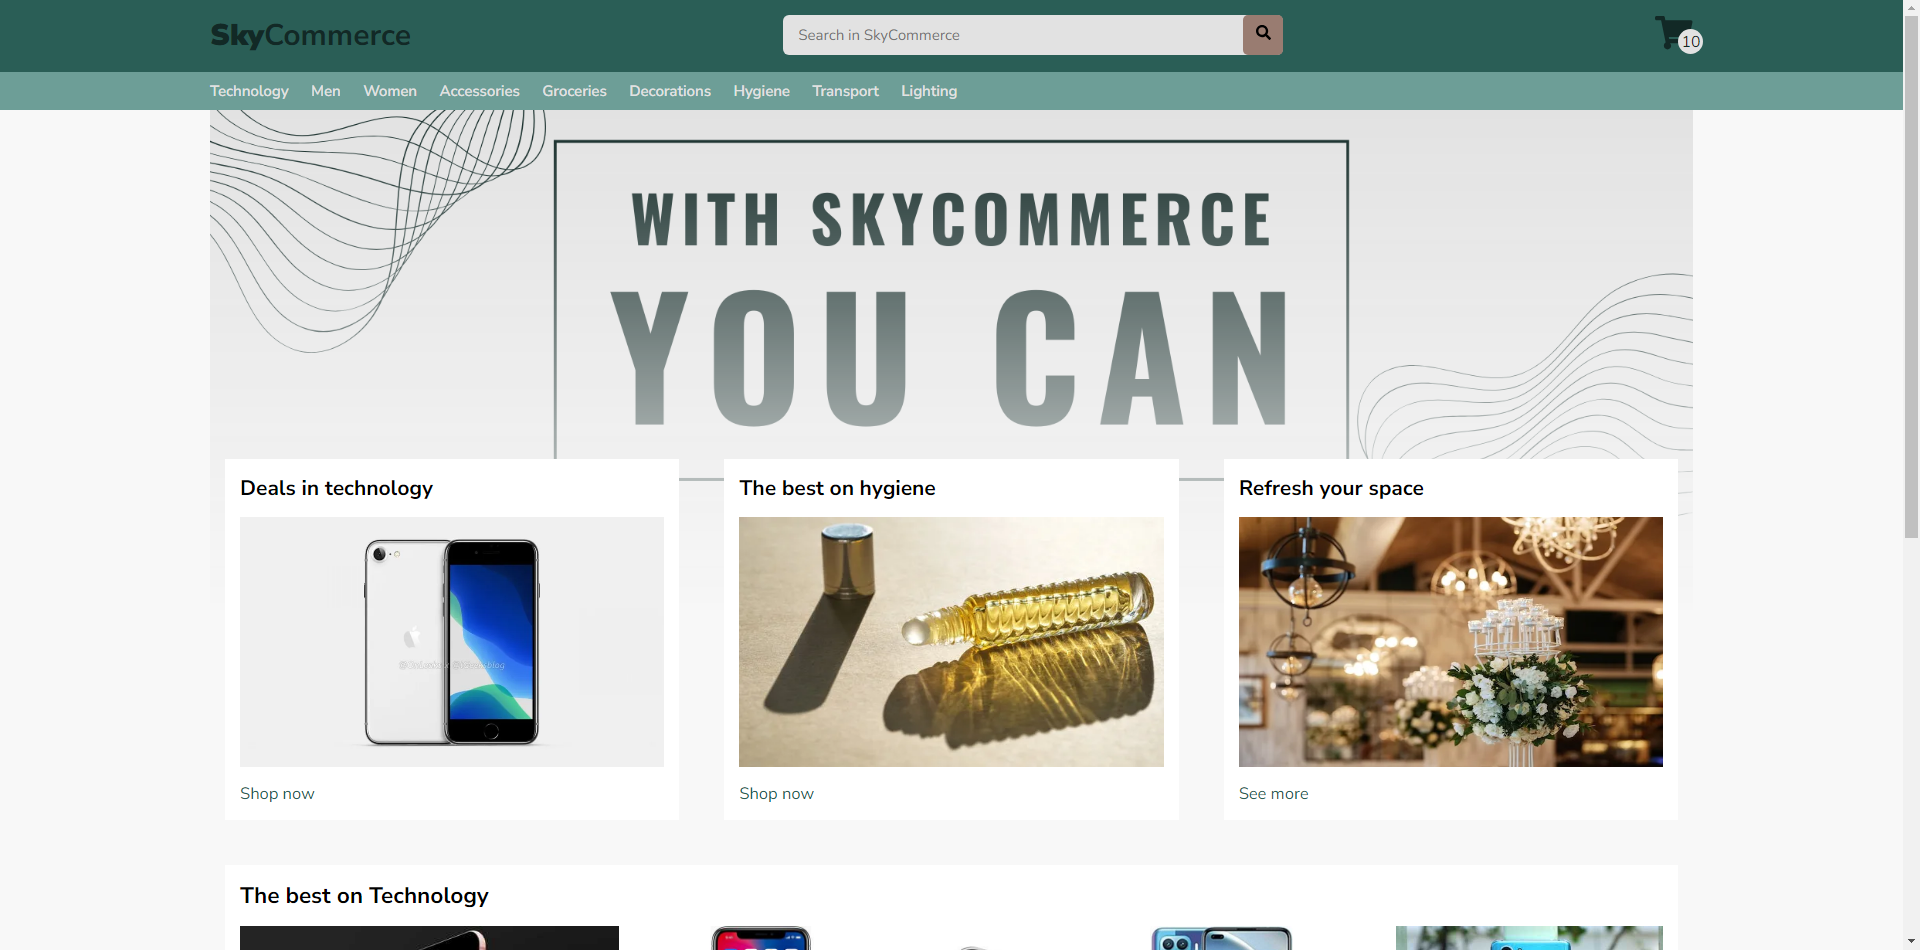 SkyCommerce
Search in SkyCommerce
10
Technology Men Women Accessories Groceries Decorations Hygiene Transport Lighting
WITH SKYCOMMERCE
YOU CAN
Deals in technology
The best on hygiene
Refresh your space
Shop now
Shop now
See more
The best on Technology